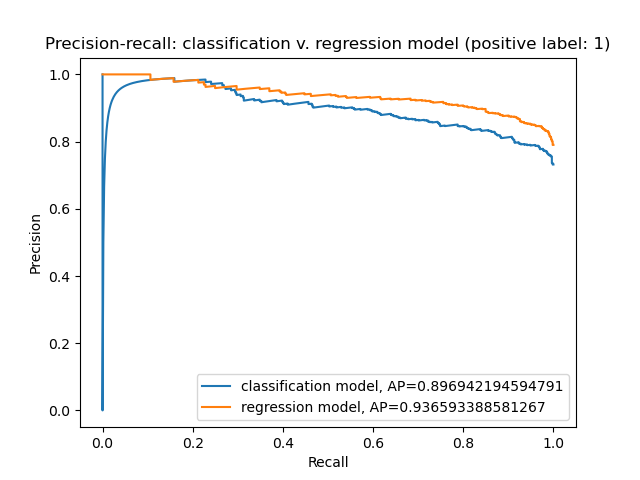 Precision-recall: classification v. regression model (positive label: 1)
1.0
0.8
0.6
0.4
0.2
0.0
Precision
classification model, AP=0.896942194594791
regression model, AP=0.936593388581267
0.0 0.2 0.4 0.6 0.8 1.0
Recall